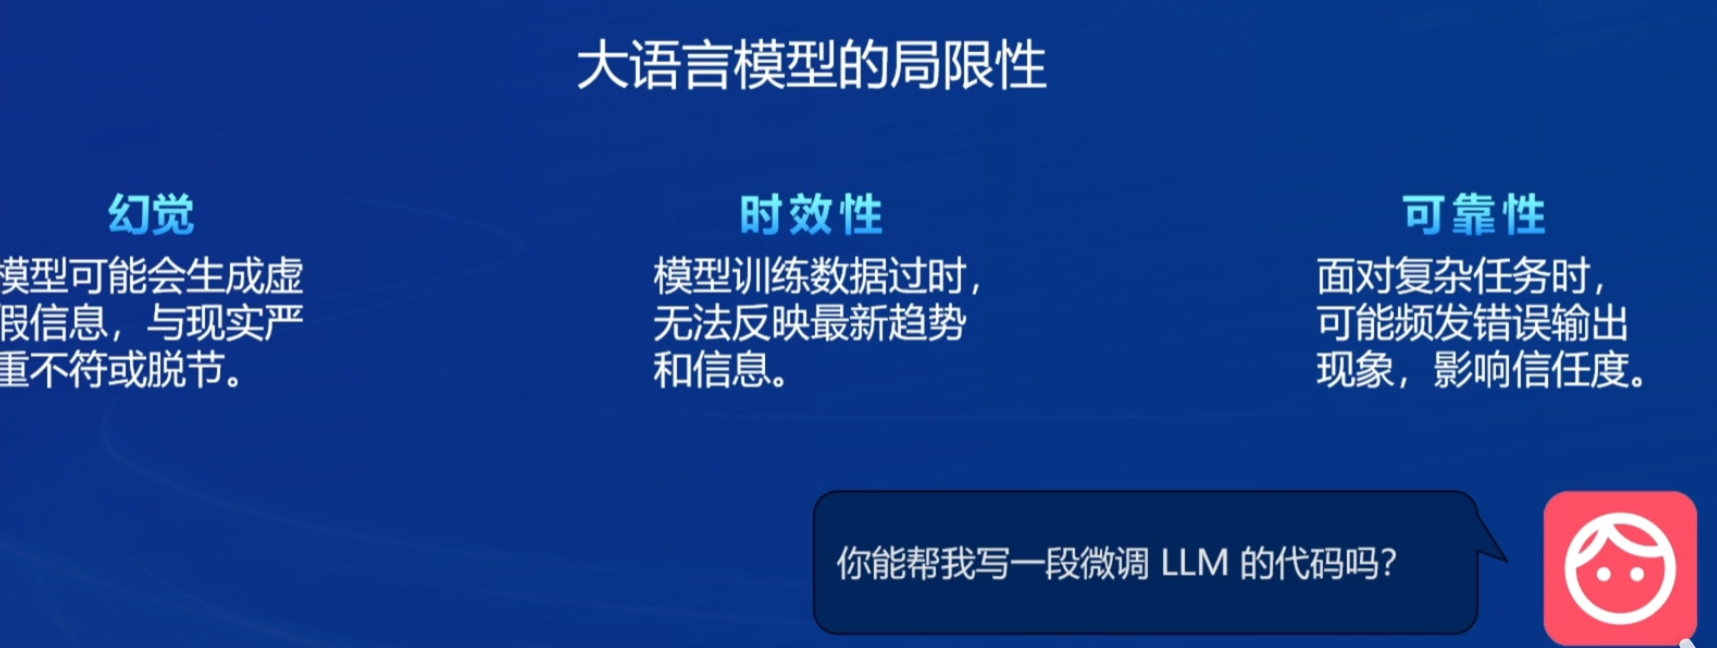 大语言模型的局限性
幻觉
模型可能会生成虚
假信息，与现实严
重不符或脱节。
时效性
模型训练数据过时，
无法反映最新趋势
和信息。
可靠性
面对复杂任务时，
可能频发错误输出
现象，影响信任度。
你能帮我写一段微调 LLM 的代码吗？